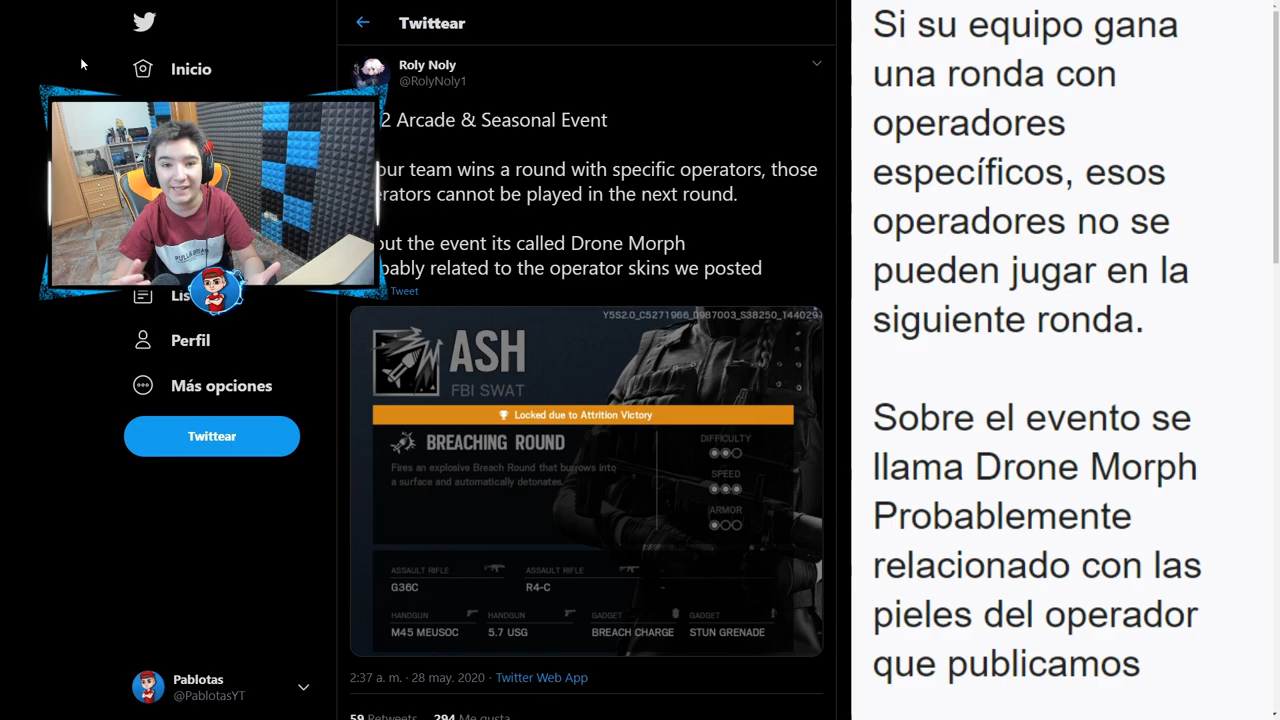 Inicio
Lis
Perfil
Más opciones
Twittear
Pablotas
@PablotasYT
Twittear
Roly Noly
@RolyNoly1
2 Arcade & Seasonal Event
our team wins a round with specific operators, those
erators cannot be played in the next round.
out the event its called Drone Morph
bably related to the operator skins we posted
Tweet
Y5S2.0_C5271966_D987003_S38250_144029
ASH
FBI SWAT
Locked due to Attrition Victory
BREACHING ROUND
Fires an explosive Breach Round that burrows into
a surface and automatically detonates.
DIFFICULTY
SPEED
ARMOR
ASSAULT RIFLE
G36C
ASSAULT RIFLE
R4-C
HANDGUN
M45 MEUSOC
HANDGUN
5.7 USG
GADGET
BREACH CHARGE
GADGET
STUN GRENADE
2:37 a. m. · 28 may. 2020 · Twitter Web App
59 Retweets 294 Me gusta
Si su equipo gana
una ronda con
operadores
específicos, esos
operadores no se
pueden jugar en la
siguiente ronda.
Sobre el evento se
llama Drone Morph
Probablemente
relacionado con las
pieles del operador
que publicamos